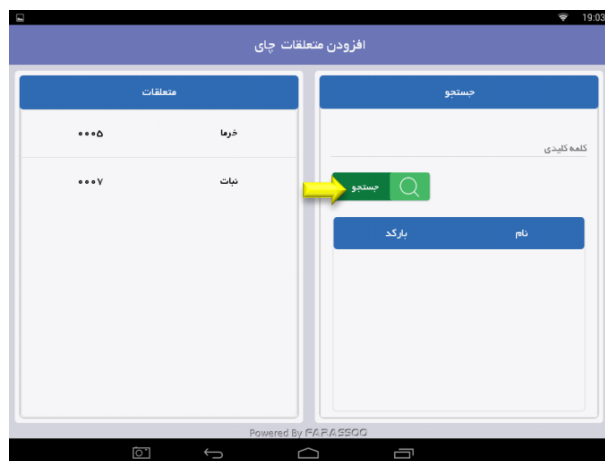 19:03
افزودن متعلقات چای
جستجو
کلمه کلیدی
جستجو
نام بارکد
متعلقات
خرما ۰۰۰۵
نبات ۰۰۰۷
Powered By FARASSOO